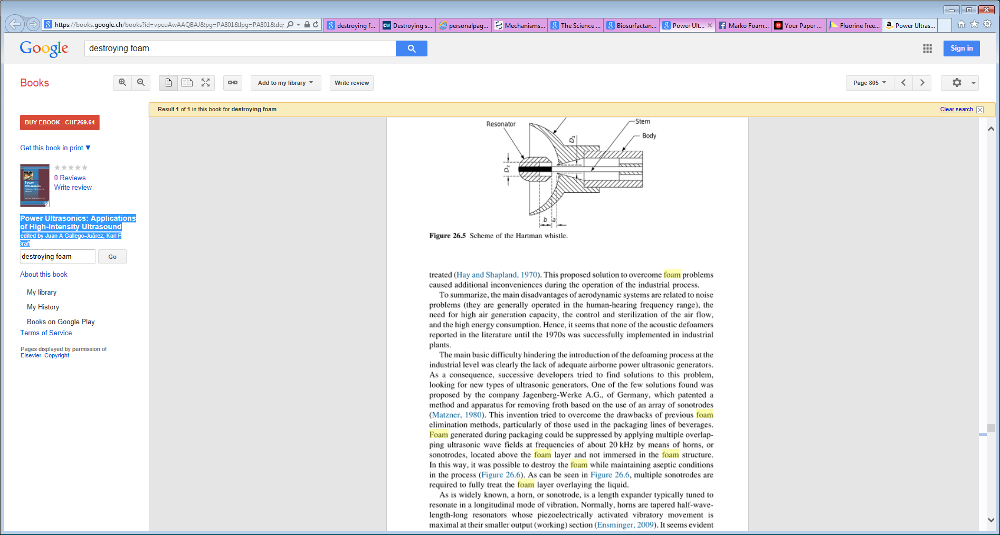 https://books.google.ch/books?id=vpeuAwAAQBAJ&pg=PA801&lpg=PA801&dq=
destroying f...
Destroying s...
personalpag...
Mechanisms...
The Science ...
Biosurfactan...
Power Ult...
Marko Foam...
Your Paper ...
Fluorine free...
Power Ultras...
Google
destroying foam
Sign in
Books
Add to my library
Write review
Page 805
Result 1 of 1 in this book for destroying foam
Clear search
BUY EBOOK - CHF269.64
Get this book in print ▼
0 Reviews
Write review
Power Ultrasonics
Power Ultrasonics: Applications
of High-Intensity Ultrasound
edited by Juan A Gallego-Juárez, Karl F
Graff
destroying foam
Go
About this book
My library
My History
Books on Google Play
Terms of Service
Pages displayed by permission of
Elsevier. Copyright.
Resonator
Stem
Body
D₁
D₂
b
a
Figure 26.5 Scheme of the Hartman whistle.
treated (Hay and Shapland, 1970). This proposed solution to overcome foam problems
caused additional inconveniences during the operation of the industrial process.
To summarize, the main disadvantages of aerodynamic systems are related to noise
problems (they are generally operated in the human-hearing frequency range), the
need for high air generation capacity, the control and sterilization of the air flow,
and the high energy consumption. Hence, it seems that none of the acoustic defoamers
reported in the literature until the 1970s was successfully implemented in industrial
plants.
The main basic difficulty hindering the introduction of the defoaming process at the
industrial level was clearly the lack of adequate airborne power ultrasonic generators.
As a consequence, successive developers tried to find solutions to this problem,
looking for new types of ultrasonic generators. One of the few solutions found was
proposed by the company Jagenberg-Werke A.G., of Germany, which patented a
method and apparatus for removing froth based on the use of an array of sonotrodes
(Matzner, 1980). This invention tried to overcome the drawbacks of previous foam
elimination methods, particularly of those used in the packaging lines of beverages.
Foam generated during packaging could be suppressed by applying multiple overlap-
ping ultrasonic wave fields at frequencies of about 20 kHz by means of horns, or
sonotrodes, located above the foam layer and not immersed in the foam structure.
In this way, it was possible to destroy the foam while maintaining aseptic conditions
in the process (Figure 26.6). As can be seen in Figure 26.6, multiple sonotrodes are
required to fully treat the foam layer overlaying the liquid.
As is widely known, a horn, or sonotrode, is a length expander typically tuned to
resonate in a longitudinal mode of vibration. Normally, horns are tapered half-wave-
length-long resonators whose piezoelectrically activated vibratory movement is
maximal at their smaller output (working) section (Ensminger, 2009). It seems evident